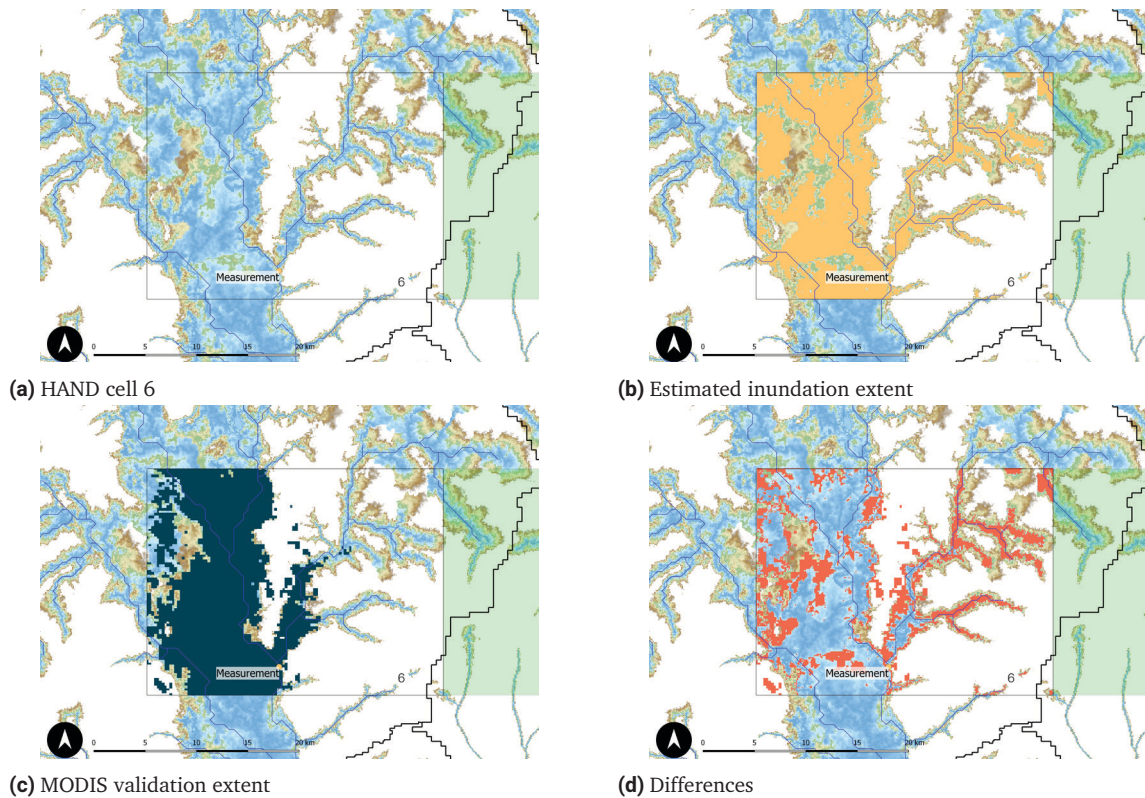 Measurement
6
0 5 10 15 20 km
Measurement
6
0 5 10 15 20 km
(a) HAND cell 6
(b) Estimated inundation extent
Measurement
6
0 5 10 15 20 km
Measurement
6
0 5 10 15 20 km
(c) MODIS validation extent
(d) Differences